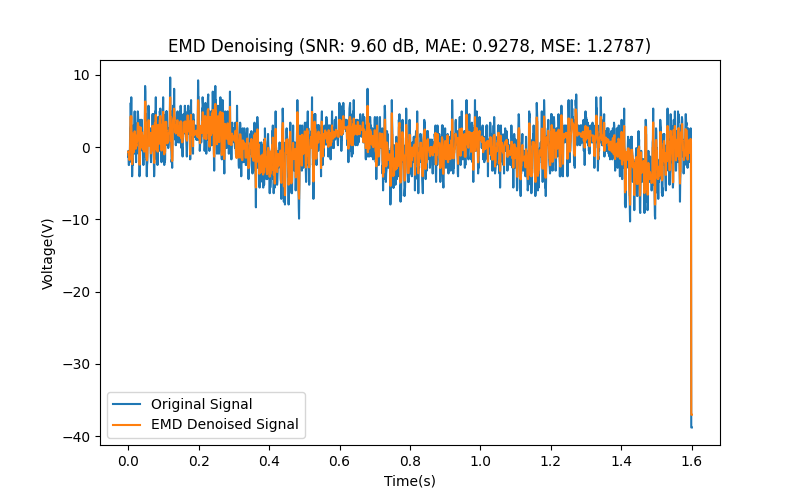 EMD Denoising (SNR: 9.60 dB, MAE: 0.9278, MSE: 1.2787)
10
0
−10
−20
−30
−40
Voltage(V)
Original Signal
EMD Denoised Signal
0.0 0.2 0.4 0.6 0.8 1.0 1.2 1.4 1.6
Time(s)